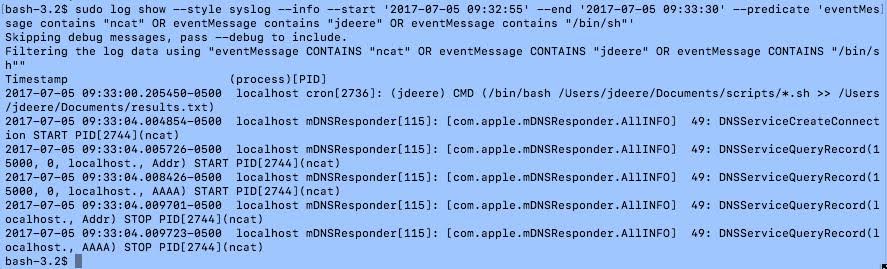 bash-3.2$ sudo log show --style syslog --info --start '2017-07-05 09:32:55' --end '2017-07-05 09:33:30' --predicate 'eventMes
sage contains "ncat" OR eventMessage contains "jdeere" OR eventMessage contains "/bin/sh"'
Skipping debug messages, pass --debug to include.
Filtering the log data using "eventMessage CONTAINS "ncat" OR eventMessage CONTAINS "jdeere" OR eventMessage CONTAINS "/bin/s
h""
Timestamp                       (process)[PID]
2017-07-05 09:33:00.205450-0500  localhost cron[2736]: (jdeere) CMD (/bin/bash /Users/jdeere/Documents/scripts/*.sh >> /Users
/jdeere/Documents/results.txt)
2017-07-05 09:33:04.004854-0500  localhost mDNSResponder[115]: [com.apple.mDNSResponder.AllINFO]  49: DNSServiceCreateConnect
ion START PID[2744](ncat)
2017-07-05 09:33:04.005726-0500  localhost mDNSResponder[115]: [com.apple.mDNSResponder.AllINFO]  49: DNSServiceQueryRecord(1
5000, 0, localhost., Addr) START PID[2744](ncat)
2017-07-05 09:33:04.008426-0500  localhost mDNSResponder[115]: [com.apple.mDNSResponder.AllINFO]  49: DNSServiceQueryRecord(1
5000, 0, localhost., AAAA) START PID[2744](ncat)
2017-07-05 09:33:04.009701-0500  localhost mDNSResponder[115]: [com.apple.mDNSResponder.AllINFO]  49: DNSServiceQueryRecord(l
ocalhost., Addr) STOP PID[2744](ncat)
2017-07-05 09:33:04.009723-0500  localhost mDNSResponder[115]: [com.apple.mDNSResponder.AllINFO]  49: DNSServiceQueryRecord(l
ocalhost., AAAA) STOP PID[2744](ncat)
bash-3.2$